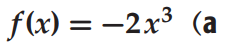 f(x) = −2x³ (a